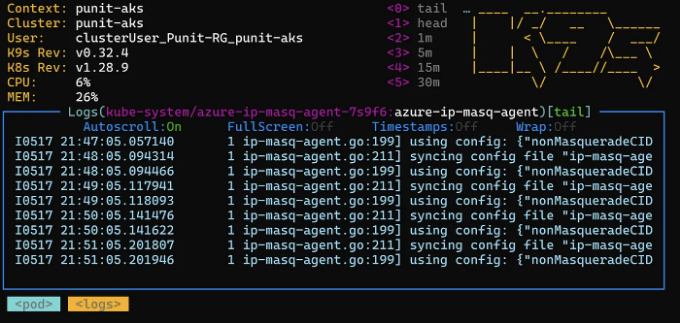 Context: punit-aks <0> tail …
Cluster: punit-aks <1> head
User: clusterUser_Punit-RG_punit-aks <2> 1m
K9s Rev: v0.32.4 <3> 5m
K8s Rev: v1.28.9 <4> 15m
CPU: 6% <5> 30m
MEM: 26%
Logs(kube-system/azure-ip-masq-agent-7s9f6:azure-ip-masq-agent)[tail]
Autoscroll:On FullScreen:Off Timestamps:Off Wrap:Off
I0517 21:47:05.057140 1 ip-masq-agent.go:199] using config: {"nonMasqueradeCID
I0517 21:48:05.094314 1 ip-masq-agent.go:211] syncing config file "ip-masq-age
I0517 21:48:05.094466 1 ip-masq-agent.go:199] using config: {"nonMasqueradeCID
I0517 21:49:05.117941 1 ip-masq-agent.go:211] syncing config file "ip-masq-age
I0517 21:49:05.118093 1 ip-masq-agent.go:199] using config: {"nonMasqueradeCID
I0517 21:50:05.141476 1 ip-masq-agent.go:211] syncing config file "ip-masq-age
I0517 21:50:05.141622 1 ip-masq-agent.go:199] using config: {"nonMasqueradeCID
I0517 21:51:05.201807 1 ip-masq-agent.go:211] syncing config file "ip-masq-age
I0517 21:51:05.201946 1 ip-masq-agent.go:199] using config: {"nonMasqueradeCID
<pod> <logs>